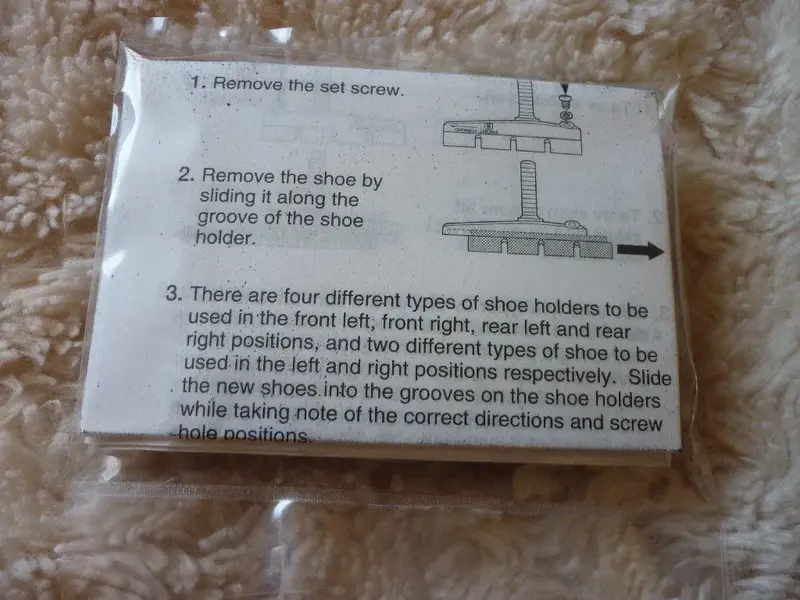 1. Remove the set screw.
2. Remove the shoe by
sliding it along the
groove of the shoe
holder.
3. There are four different types of shoe holders to be
used in the front left, front right, rear left and rear
right positions, and two different types of shoe to be
used in the left and right positions respectively. Slide
the new shoes into the grooves on the shoe holders
while taking note of the correct directions and screw
hole positions.